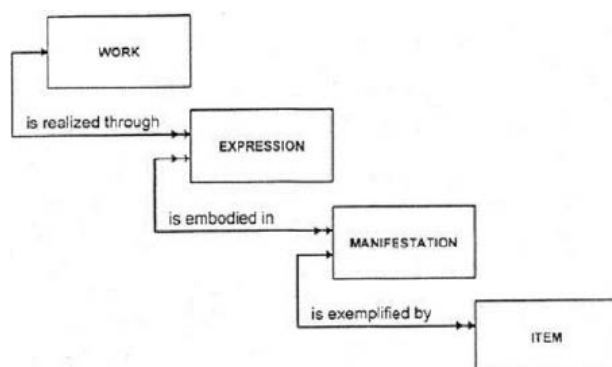 WORK
is realized through
EXPRESSION
is embodied in
MANIFESTATION
is exemplified by
ITEM